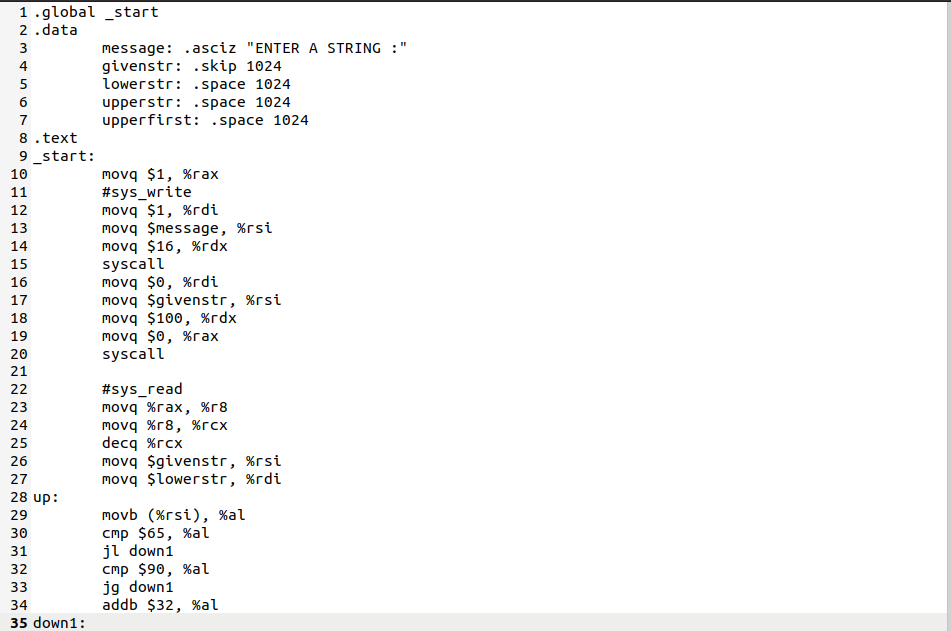 1 .global _start
2 .data
3 message: .asciz "ENTER A STRING :"
4 givenstr: .skip 1024
5 lowerstr: .space 1024
6 upperstr: .space 1024
7 upperfirst: .space 1024
8 .text
9 _start:
10 movq $1, %rax
11 #sys_write
12 movq $1, %rdi
13 movq $message, %rsi
14 movq $16, %rdx
15 syscall
16 movq $0, %rdi
17 movq $givenstr, %rsi
18 movq $100, %rdx
19 movq $0, %rax
20 syscall
21
22 #sys_read
23 movq %rax, %r8
24 movq %r8, %rcx
25 decq %rcx
26 movq $givenstr, %rsi
27 movq $lowerstr, %rdi
28 up:
29 movb (%rsi), %al
30 cmp $65, %al
31 jl down1
32 cmp $90, %al
33 jg down1
34 addb $32, %al
35 down1: